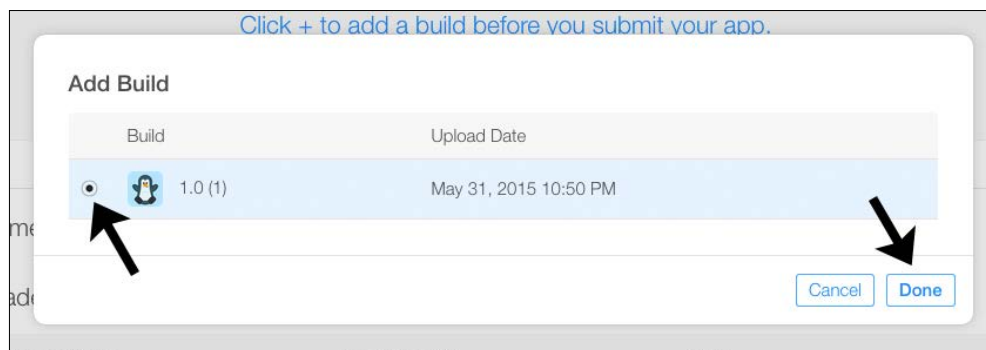 Click + to add a build before you submit your app.
Add Build
Build Upload Date
1.0 (1) May 31, 2015 10:50 PM
Cancel Done